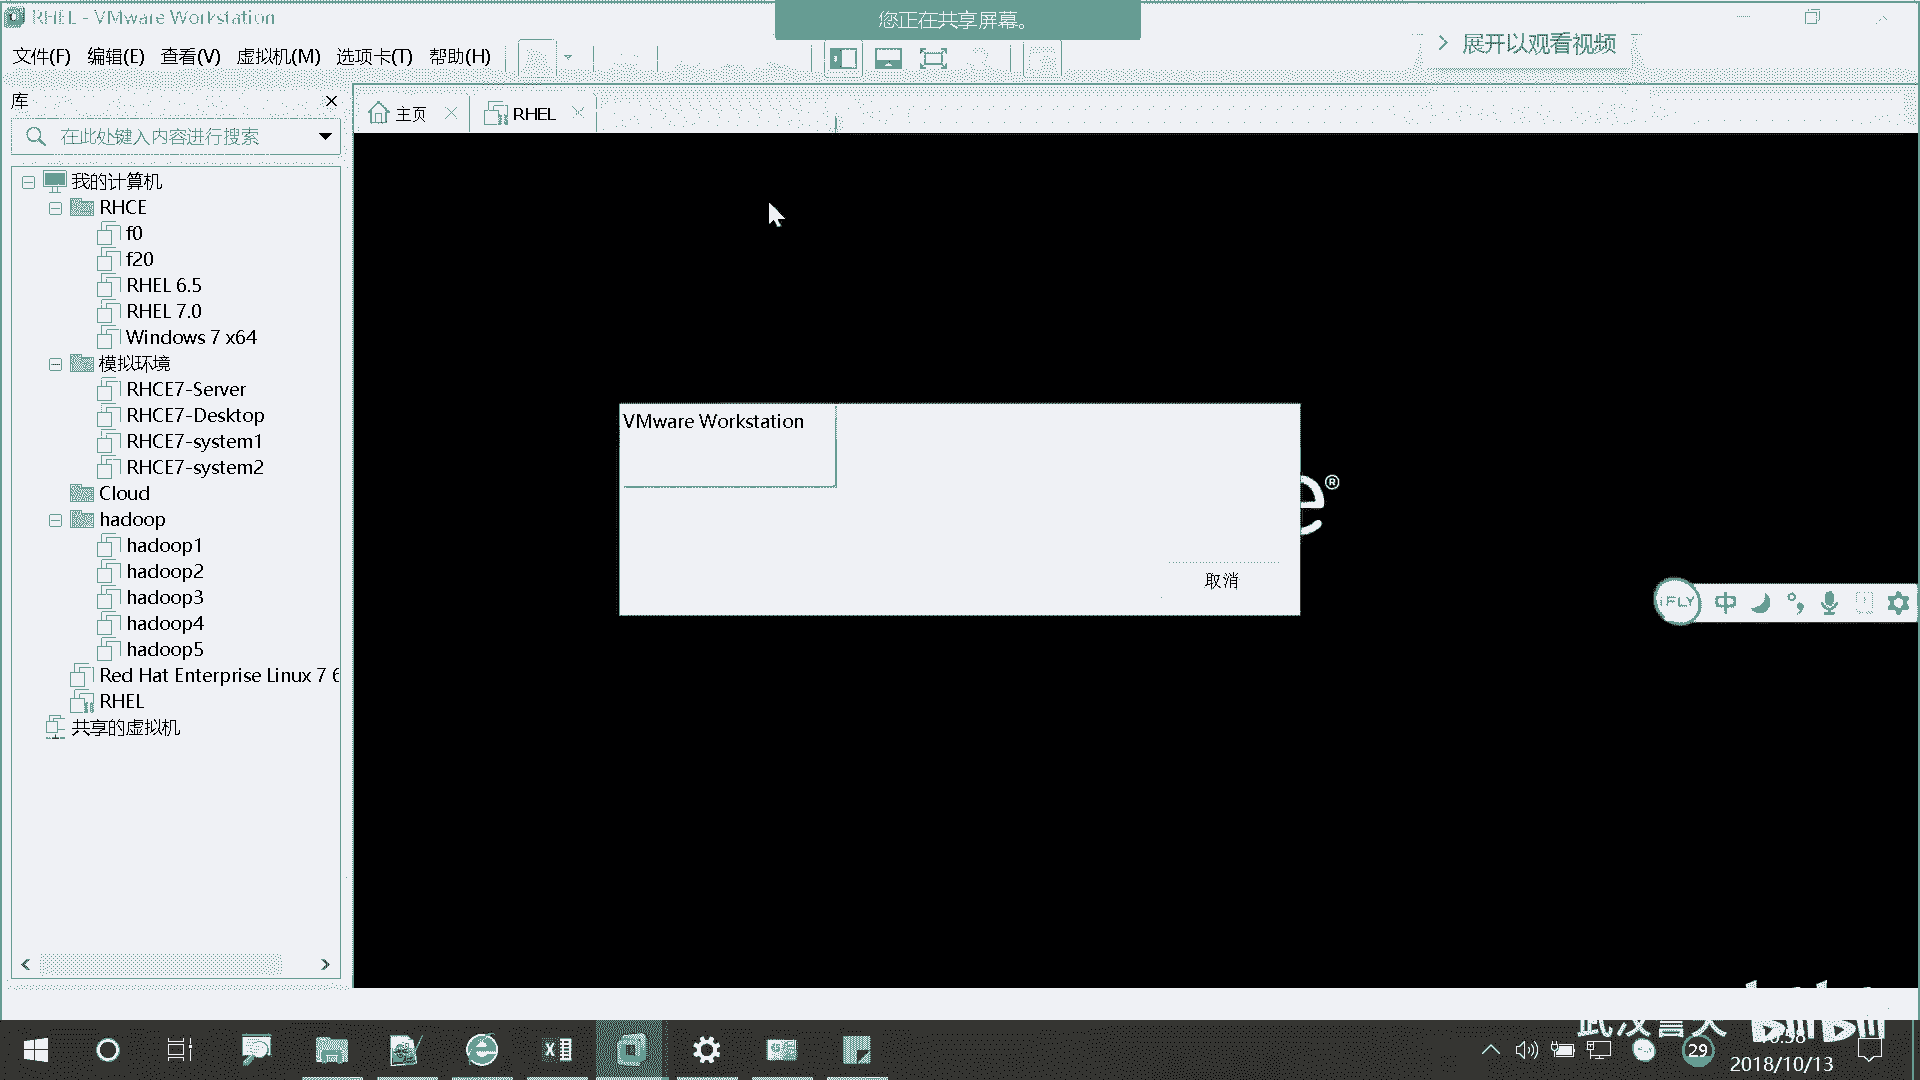 RHEL - VMware Workstation
您正在共享屏幕。
文件(F) 编辑(E) 查看(V) 虚拟机(M) 选项卡(T) 帮助(H)
展开以观看视频
库
主页
RHEL
在此处键入内容进行搜索
我的计算机
RHCE
f0
f20
RHEL 6.5
RHEL 7.0
Windows 7 x64
模拟环境
RHCE7-Server
RHCE7-Desktop
RHCE7-system1
RHCE7-system2
Cloud
hadoop
hadoop1
hadoop2
hadoop3
hadoop4
hadoop5
Red Hat Enterprise Linux 7 6
RHEL
共享的虚拟机
VMware Workstation
取消
e®
iFLY 中
29
2018/10/13